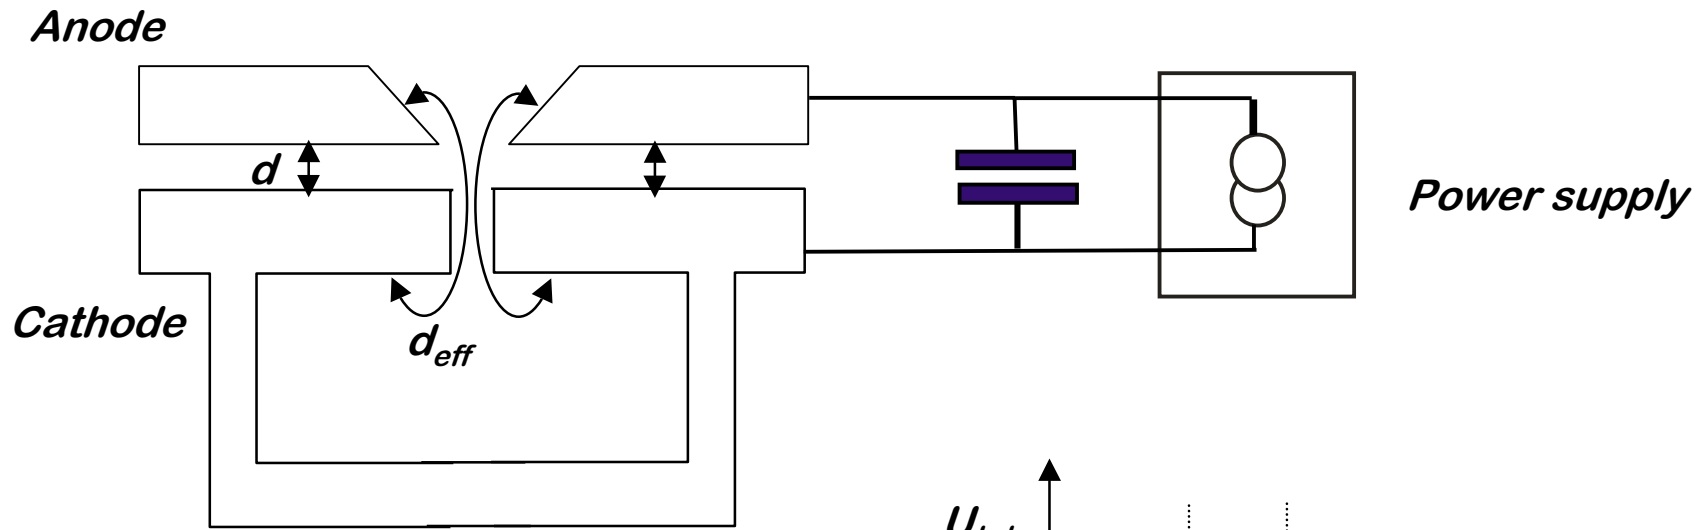 Anode
d
Power supply
Cathode
d_eff